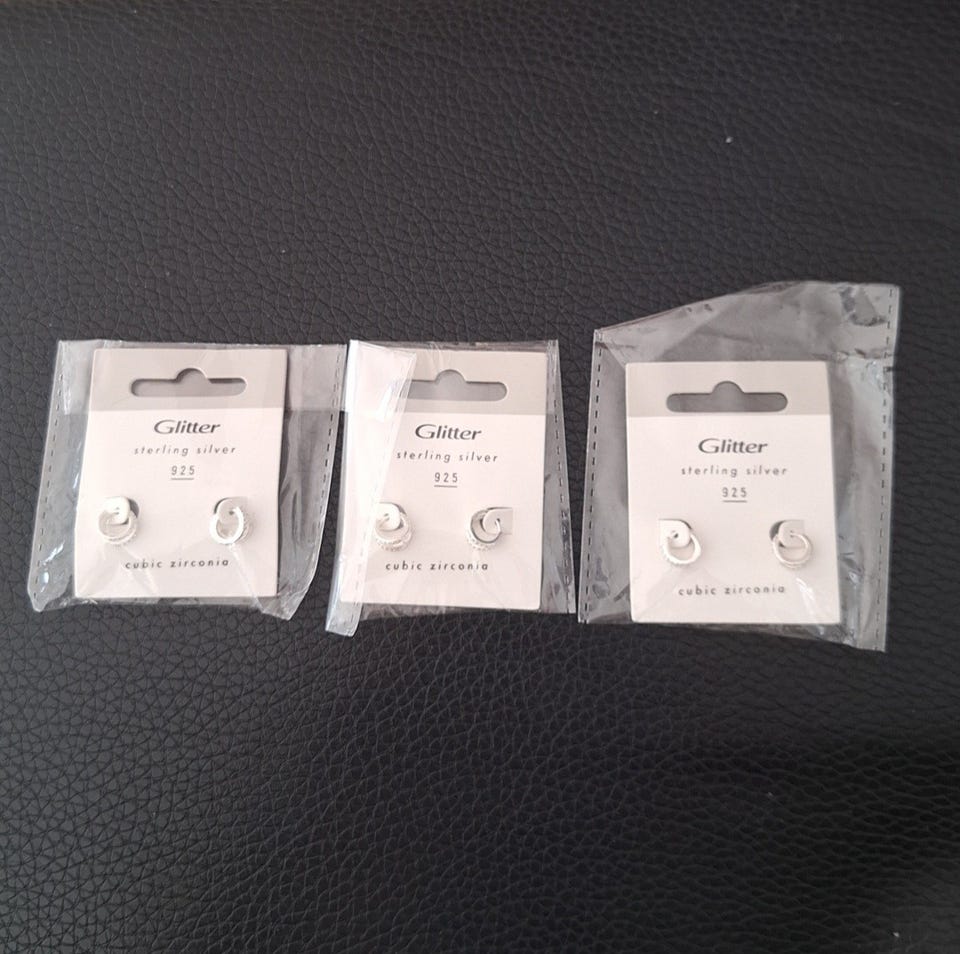 Glitter
sterling silver
925
cubic zirconia
Glitter
sterling silver
925
cubic zirconia
Glitter
sterling silver
925
cubic zirconia